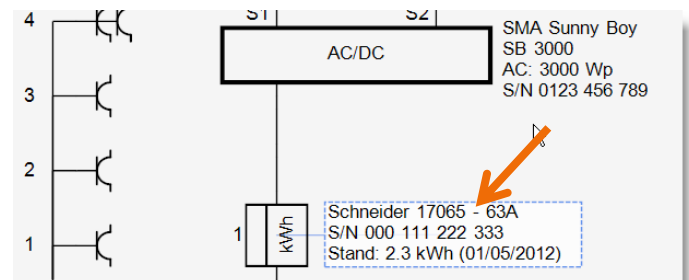 4
S1
S2
SMA Sunny Boy
SB 3000
AC: 3000 Wp
S/N 0123 456 789
AC/DC
3
2
1
1
kWh
Schneider 17065 - 63A
S/N 000 111 222 333
Stand: 2.3 kWh (01/05/2012)